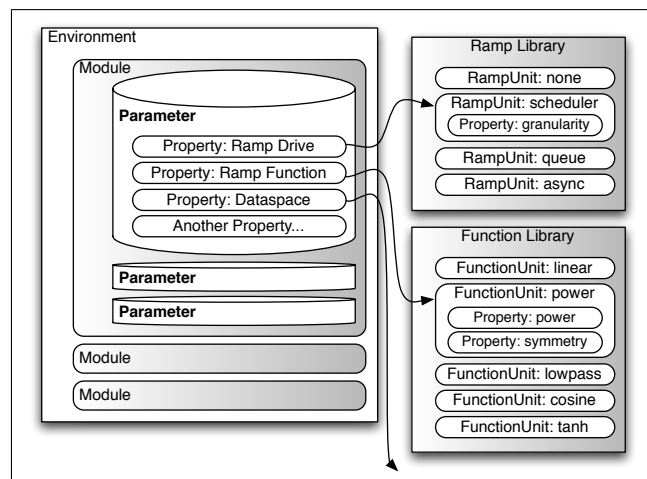 Environment
Module
Parameter
Property: Ramp Drive
Property: Ramp Function
Property: Dataspace
Another Property...
Parameter
Parameter
Module
Module
Ramp Library
RampUnit: none
RampUnit: scheduler
Property: granularity
RampUnit: queue
RampUnit: async
Function Library
FunctionUnit: linear
FunctionUnit: power
Property: power
Property: symmetry
FunctionUnit: lowpass
FunctionUnit: cosine
FunctionUnit: tanh